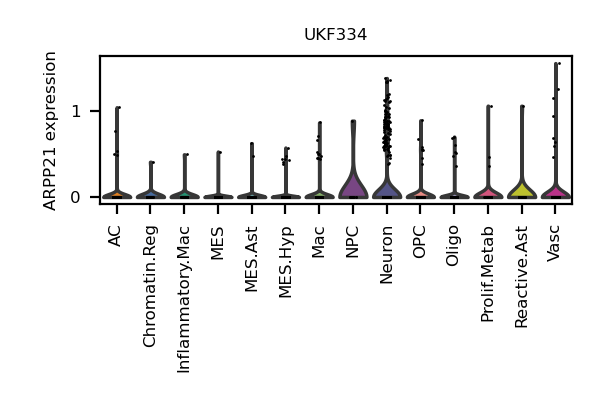 UKF334
ARPP21 expression
1
0
AC
Chromatin.Reg
Inflammatory.Mac
MES
MES.Ast
MES.Hyp
Mac
NPC
Neuron
OPC
Oligo
Prolif.Metab
Reactive.Ast
Vasc